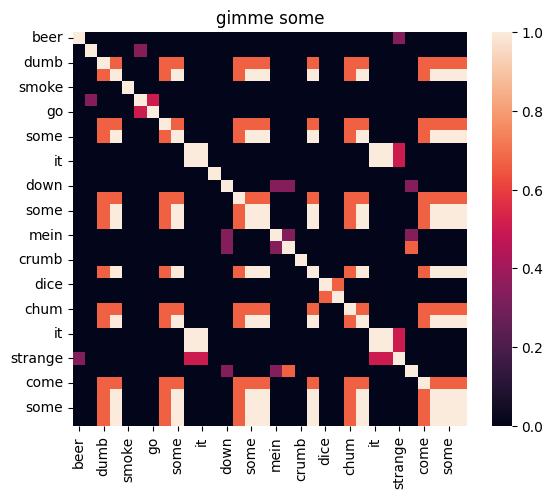 gimme some
beer
dumb
smoke
go
some
it
down
some
mein
crumb
dice
chum
it
strange
come
some
beer
dumb
smoke
go
some
it
down
some
mein
crumb
dice
chum
it
strange
come
some
1.0
0.8
0.6
0.4
0.2
0.0